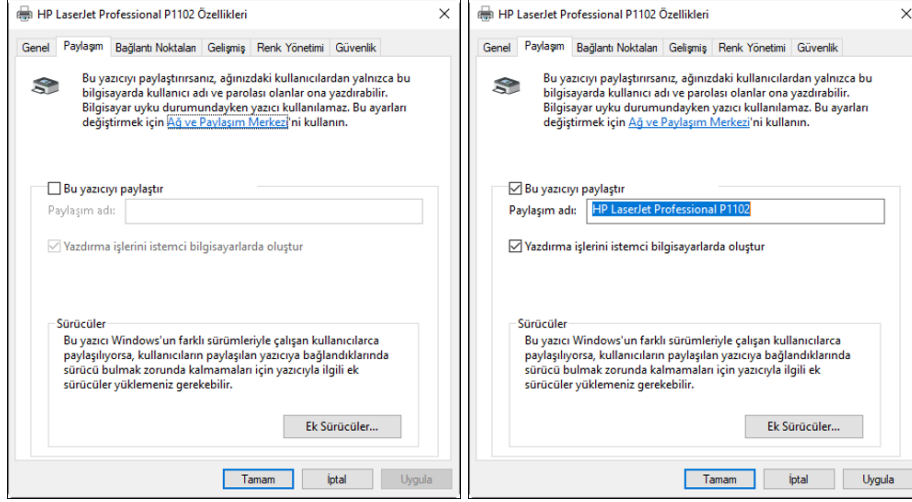 HP LaserJet Professional P1102 Özellikleri
Genel Paylaşım Bağlantı Noktaları Gelişmiş Renk Yönetimi Güvenlik
Bu yazıcıyı paylaştırırsanız, ağınızdaki kullanıcılardan yalnızca bu
bilgisayarda kullanıcı adı ve parolası olanlar ona yazdırabilir.
Bilgisayar uyku durumundayken yazıcı kullanılamaz. Bu ayarları
değiştirmek için Ağ ve Paylaşım Merkezi'ni kullanın.
Bu yazıcıyı paylaştır
Paylaşım adı:
Yazdırma işlerini istemci bilgisayarlarda oluştur
Sürücüler
Bu yazıcı Windows'un farklı sürümleriyle çalışan kullanıcılarca
paylaşılıyorsa, kullanıcıların paylaşılan yazıcıya bağlandıklarında
sürücü bulmak zorunda kalmamaları için yazıcıyla ilgili ek
sürücüler yüklemeniz gerekebilir.
Ek Sürücüler...
Tamam İptal Uygula
HP LaserJet Professional P1102 Özellikleri
Genel Paylaşım Bağlantı Noktaları Gelişmiş Renk Yönetimi Güvenlik
Bu yazıcıyı paylaştırırsanız, ağınızdaki kullanıcılardan yalnızca bu
bilgisayarda kullanıcı adı ve parolası olanlar ona yazdırabilir.
Bilgisayar uyku durumundayken yazıcı kullanılamaz. Bu ayarları
değiştirmek için Ağ ve Paylaşım Merkezi'ni kullanın.
Bu yazıcıyı paylaştır
Paylaşım adı: HP LaserJet Professional P1102
Yazdırma işlerini istemci bilgisayarlarda oluştur
Sürücüler
Bu yazıcı Windows'un farklı sürümleriyle çalışan kullanıcılarca
paylaşılıyorsa, kullanıcıların paylaşılan yazıcıya bağlandıklarında
sürücü bulmak zorunda kalmamaları için yazıcıyla ilgili ek
sürücüler yüklemeniz gerekebilir.
Ek Sürücüler...
Tamam İptal Uygula